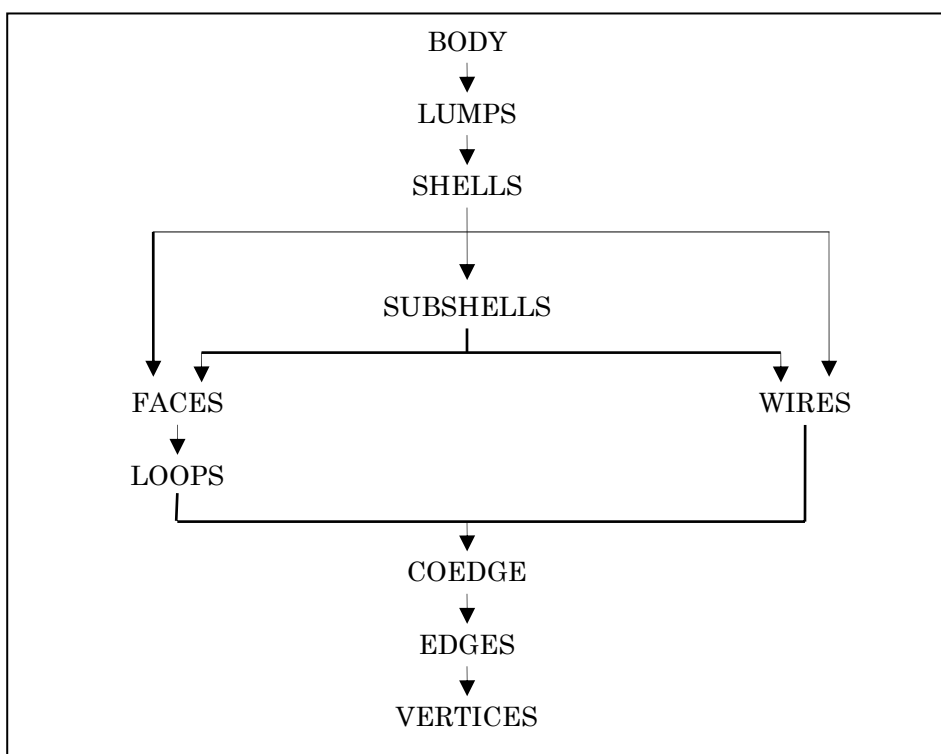 BODY
LUMPS
SHELLS
SUBSHELLS
FACES WIRES
LOOPS
COEDGE
EDGES
VERTICES